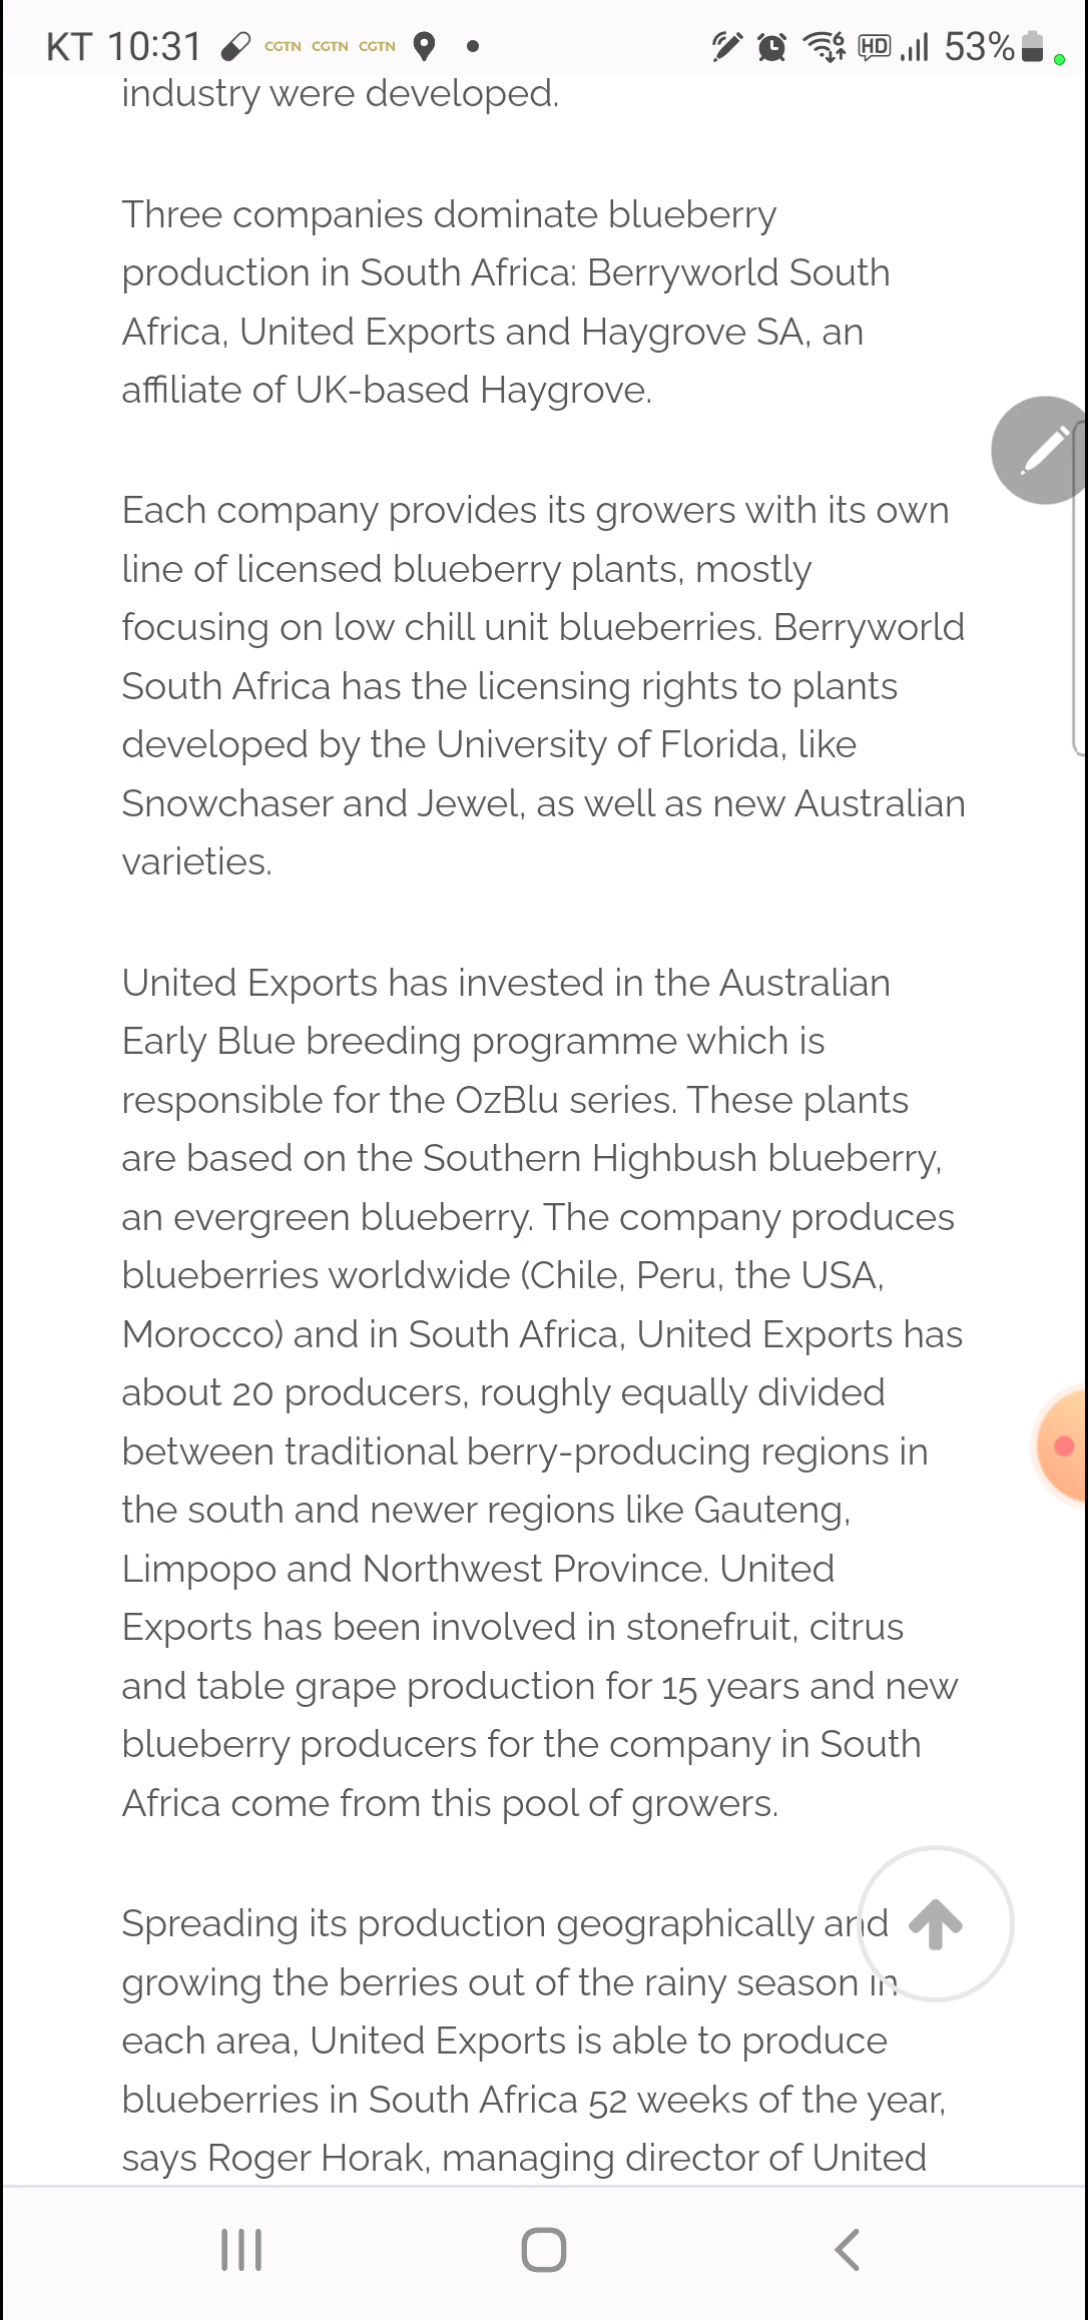 KT 10:31 CGTN CGTN CGTN HD 53%
industry were developed.
Three companies dominate blueberry
production in South Africa: Berryworld South
Africa, United Exports and Haygrove SA, an
affiliate of UK-based Haygrove.
Each company provides its growers with its own
line of licensed blueberry plants, mostly
focusing on low chill unit blueberries. Berryworld
South Africa has the licensing rights to plants
developed by the University of Florida, like
Snowchaser and Jewel, as well as new Australian
varieties.
United Exports has invested in the Australian
Early Blue breeding programme which is
responsible for the OzBlu series. These plants
are based on the Southern Highbush blueberry,
an evergreen blueberry. The company produces
blueberries worldwide (Chile, Peru, the USA,
Morocco) and in South Africa, United Exports has
about 20 producers, roughly equally divided
between traditional berry-producing regions in
the south and newer regions like Gauteng,
Limpopo and Northwest Province. United
Exports has been involved in stonefruit, citrus
and table grape production for 15 years and new
blueberry producers for the company in South
Africa come from this pool of growers.
Spreading its production geographically and
growing the berries out of the rainy season in
each area, United Exports is able to produce
blueberries in South Africa 52 weeks of the year,
says Roger Horak, managing director of United